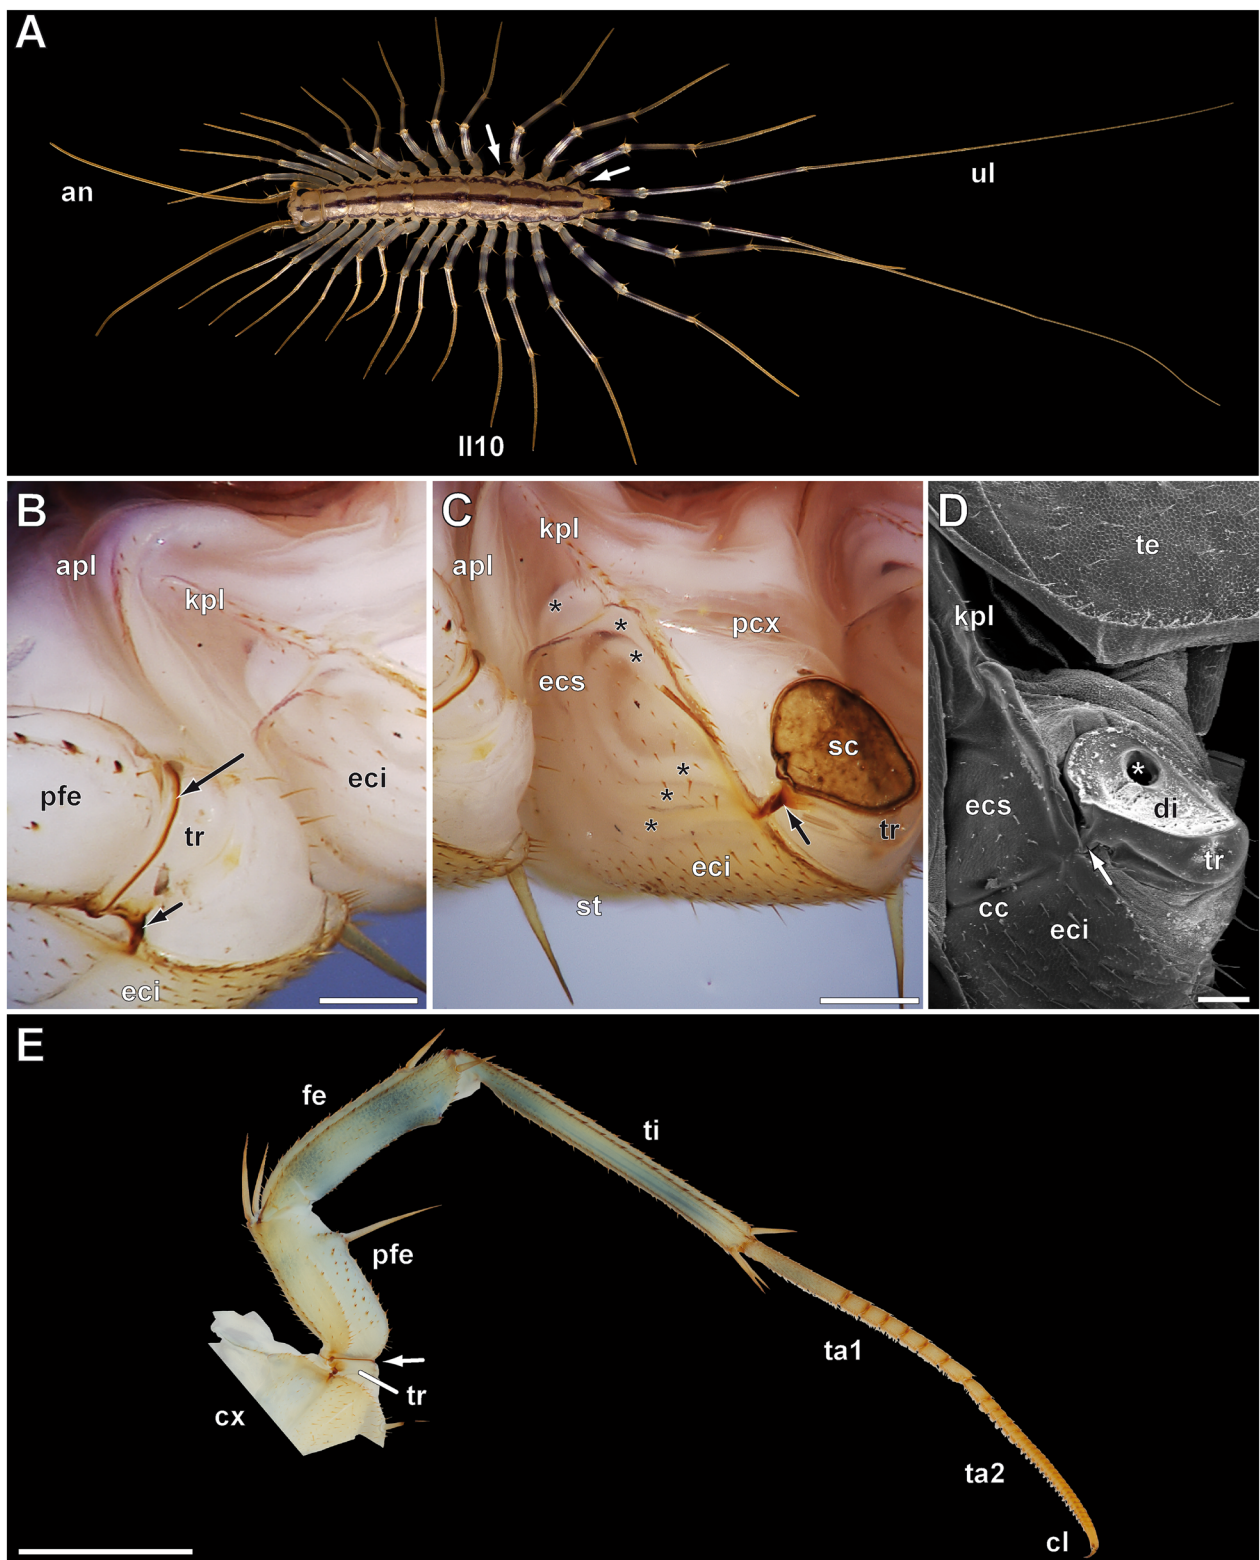 A
an
ul
ll10
B
apl
kpl
pfe
tr
eci
eci
C
kpl
apl
pcx
*
*
*
ecs
sc
*
*
*
tr
eci
st
D
te
kpl
*
ecs
di
tr
cc
eci
E
fe
ti
pfe
ta1
tr
cx
ta2
cl